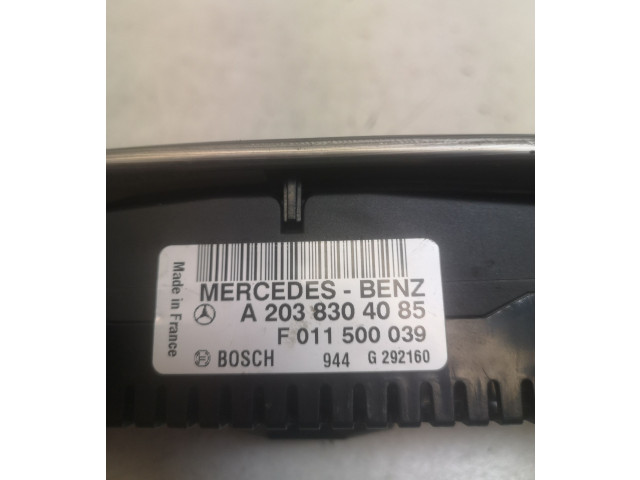 Made in France
MERCEDES - BENZ
A 203 830 40 85
F 011 500 039
BOSCH 944 G 292160